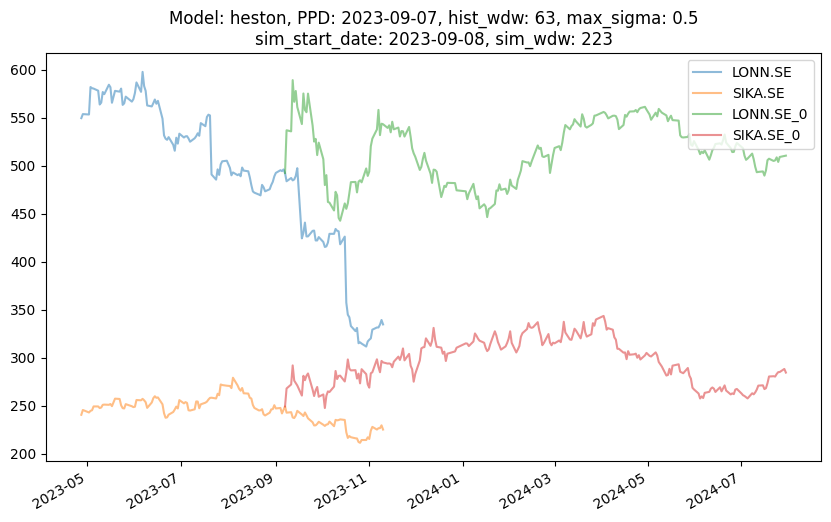 Model: heston, PPD: 2023-09-07, hist_wdw: 63, max_sigma: 0.5
sim_start_date: 2023-09-08, sim_wdw: 223
LONN.SE
SIKA.SE
LONN.SE_0
SIKA.SE_0
600
550
500
450
400
350
300
250
200
2023-05
2023-07
2023-09
2023-11
2024-01
2024-03
2024-05
2024-07